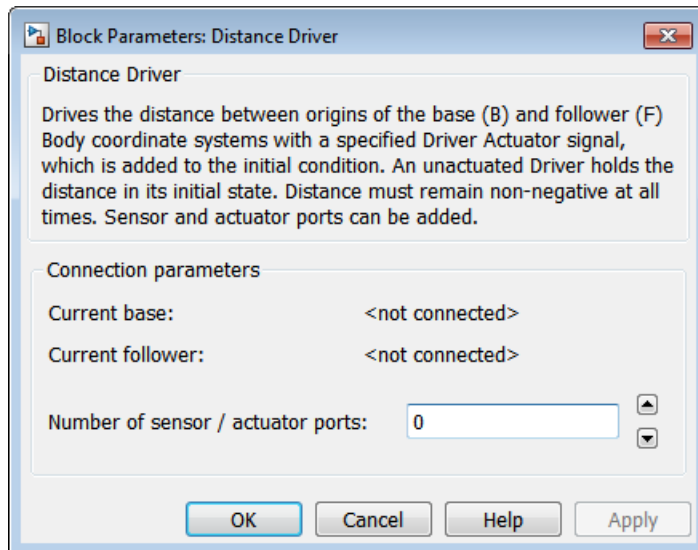 Block Parameters: Distance Driver
Distance Driver
Drives the distance between origins of the base (B) and follower (F)
Body coordinate systems with a specified Driver Actuator signal,
which is added to the initial condition. An unactuated Driver holds the
distance in its initial state. Distance must remain non-negative at all
times. Sensor and actuator ports can be added.
Connection parameters
Current base: <not connected>
Current follower: <not connected>
Number of sensor / actuator ports: 0
OK Cancel Help Apply